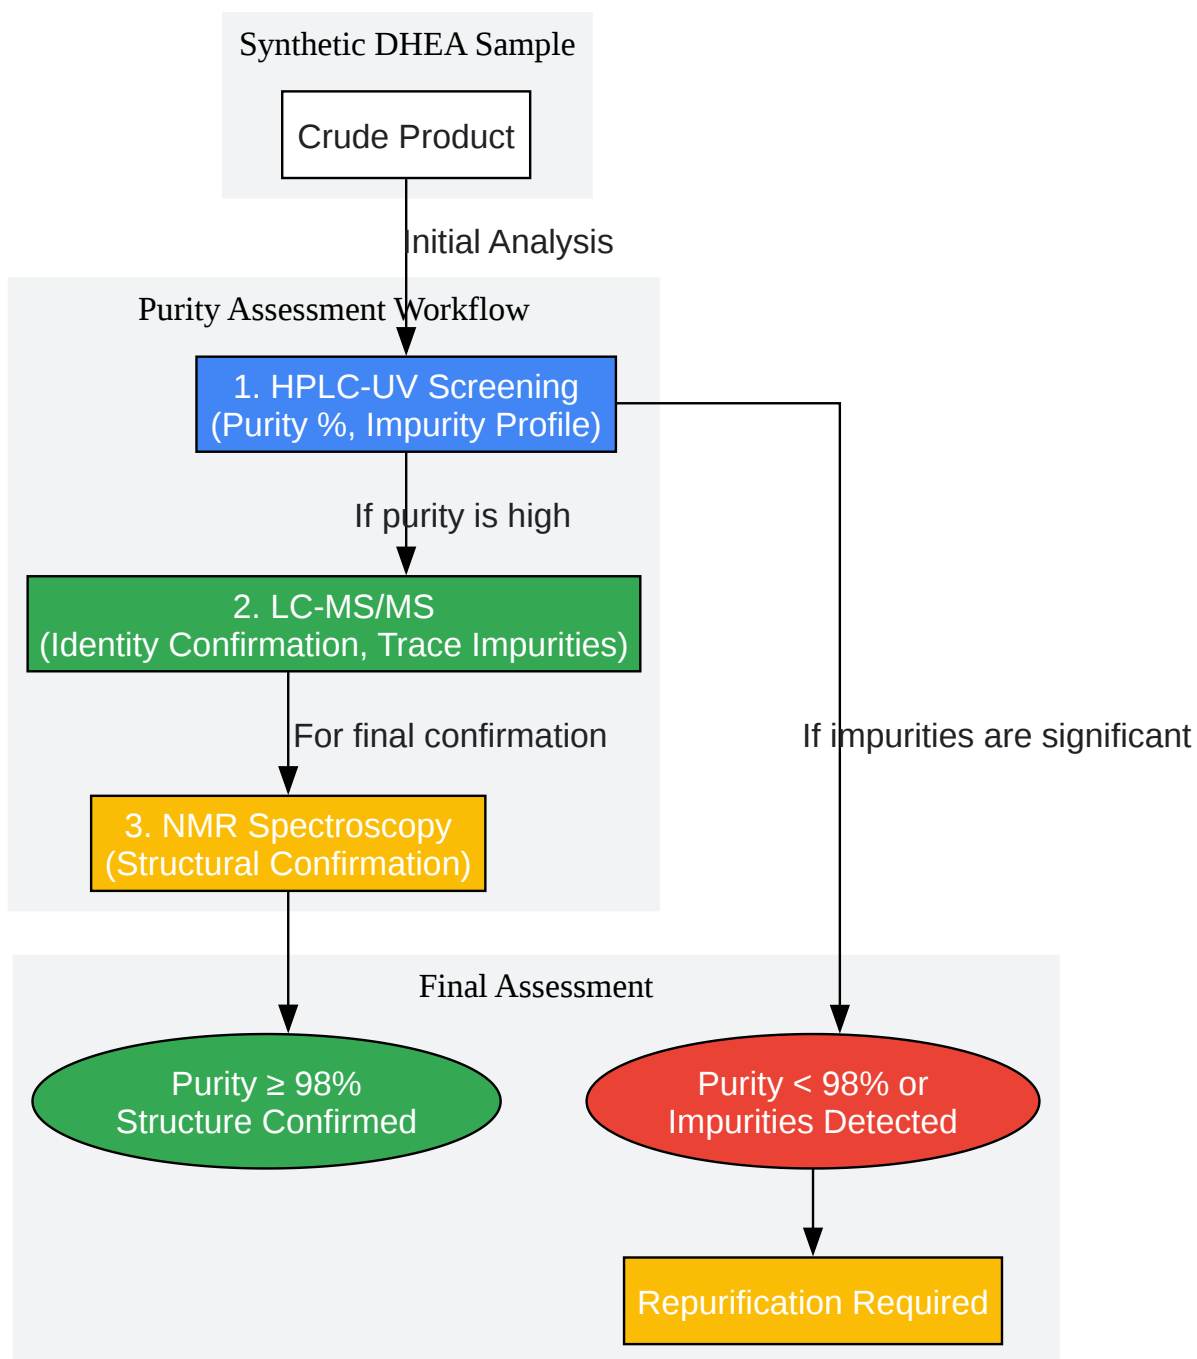 Synthetic DHEA Sample
Crude Product
Initial Analysis
Purity Assessment Workflow
1. HPLC-UV Screening
(Purity %, Impurity Profile)
If purity is high
2. LC-MS/MS
(Identity Confirmation, Trace Impurities)
For final confirmation
If impurities are significant
3. NMR Spectroscopy
(Structural Confirmation)
Final Assessment
Purity ≥ 98%
Structure Confirmed
Purity < 98% or
Impurities Detected
Repurification Required